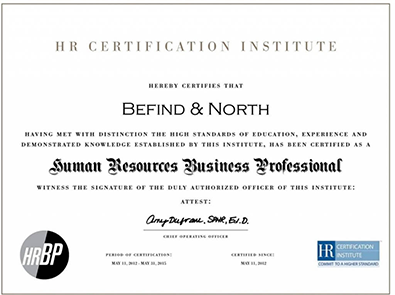 HR CERTIFICATION INSTITUTE
HEREBY CERTIFIES THAT
BEFIND & NORTH
HAVING MET WITH DISTINCTION THE HIGH STANDARDS OF EDUCATION, EXPERIENCE AND
DEMONSTRATED KNOWLEDGE ESTABLISHED BY THIS INSTITUTE, HAS BEEN CERTIFIED AS A
Human Resources Business Professional
WITNESS THE SIGNATURE OF THE DULY AUTHORIZED OFFICER OF THIS INSTITUTE:
ATTEST:
Amy Dufrane, SPHR, Ed.D.
CHIEF OPERATING OFFICER
HRBP
PERIOD OF CERTIFICATION:
MAY 11, 2012 - MAY 31, 2015
CERTIFIED SINCE:
MAY 11, 2012
HR CERTIFICATION
INSTITUTE
COMMIT TO A HIGHER STANDARD